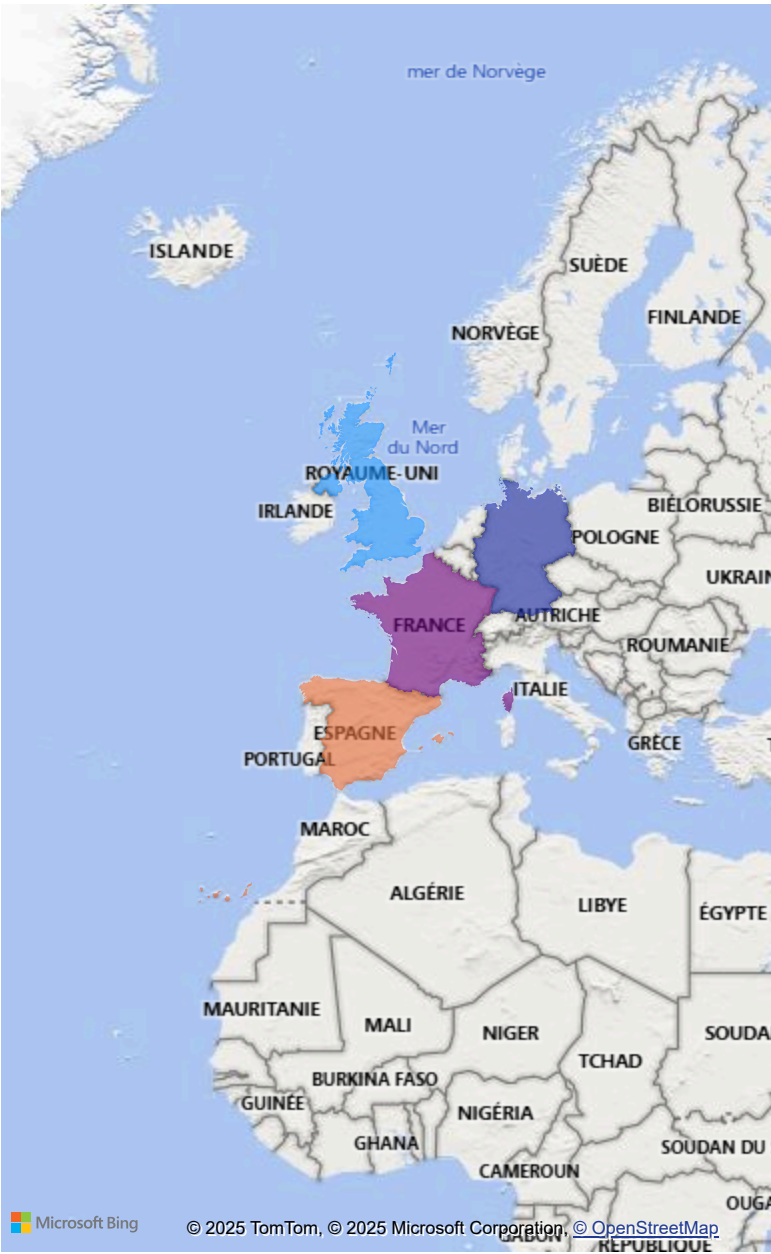 mer de Norvège
ISLANDE
SUÈDE
FINLANDE
NORVÈGE
Mer
du Nord
ROYAUME-UNI
IRLANDE
BIÉLORUSSIE
POLOGNE
UKRAIN
AUTRICHE
FRANCE
ROUMANIE
ITALIE
ESPAGNE
GRÈCE
PORTUGAL
MAROC
ALGÉRIE
LIBYE
ÉGYPTE
MAURITANIE
MALI
NIGER
SOUDA
TCHAD
BURKINA FASO
GUINÉE
NIGÉRIA
GHANA
SOUDAN DU
CAMEROUN
OUGA
Microsoft Bing
© 2025 TomTom, © 2025 Microsoft Corporation, © OpenStreetMap
GABON
RÉPUBLIQUE